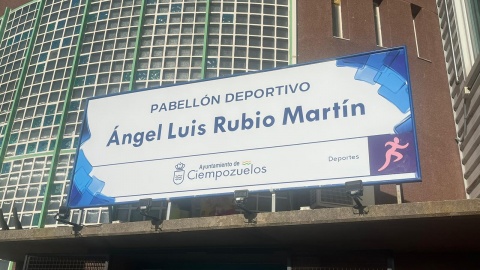 PABELLÓN DEPORTIVO
Ángel Luis Rubio Martín
Ayuntamiento de
Ciempozuelos
Deportes